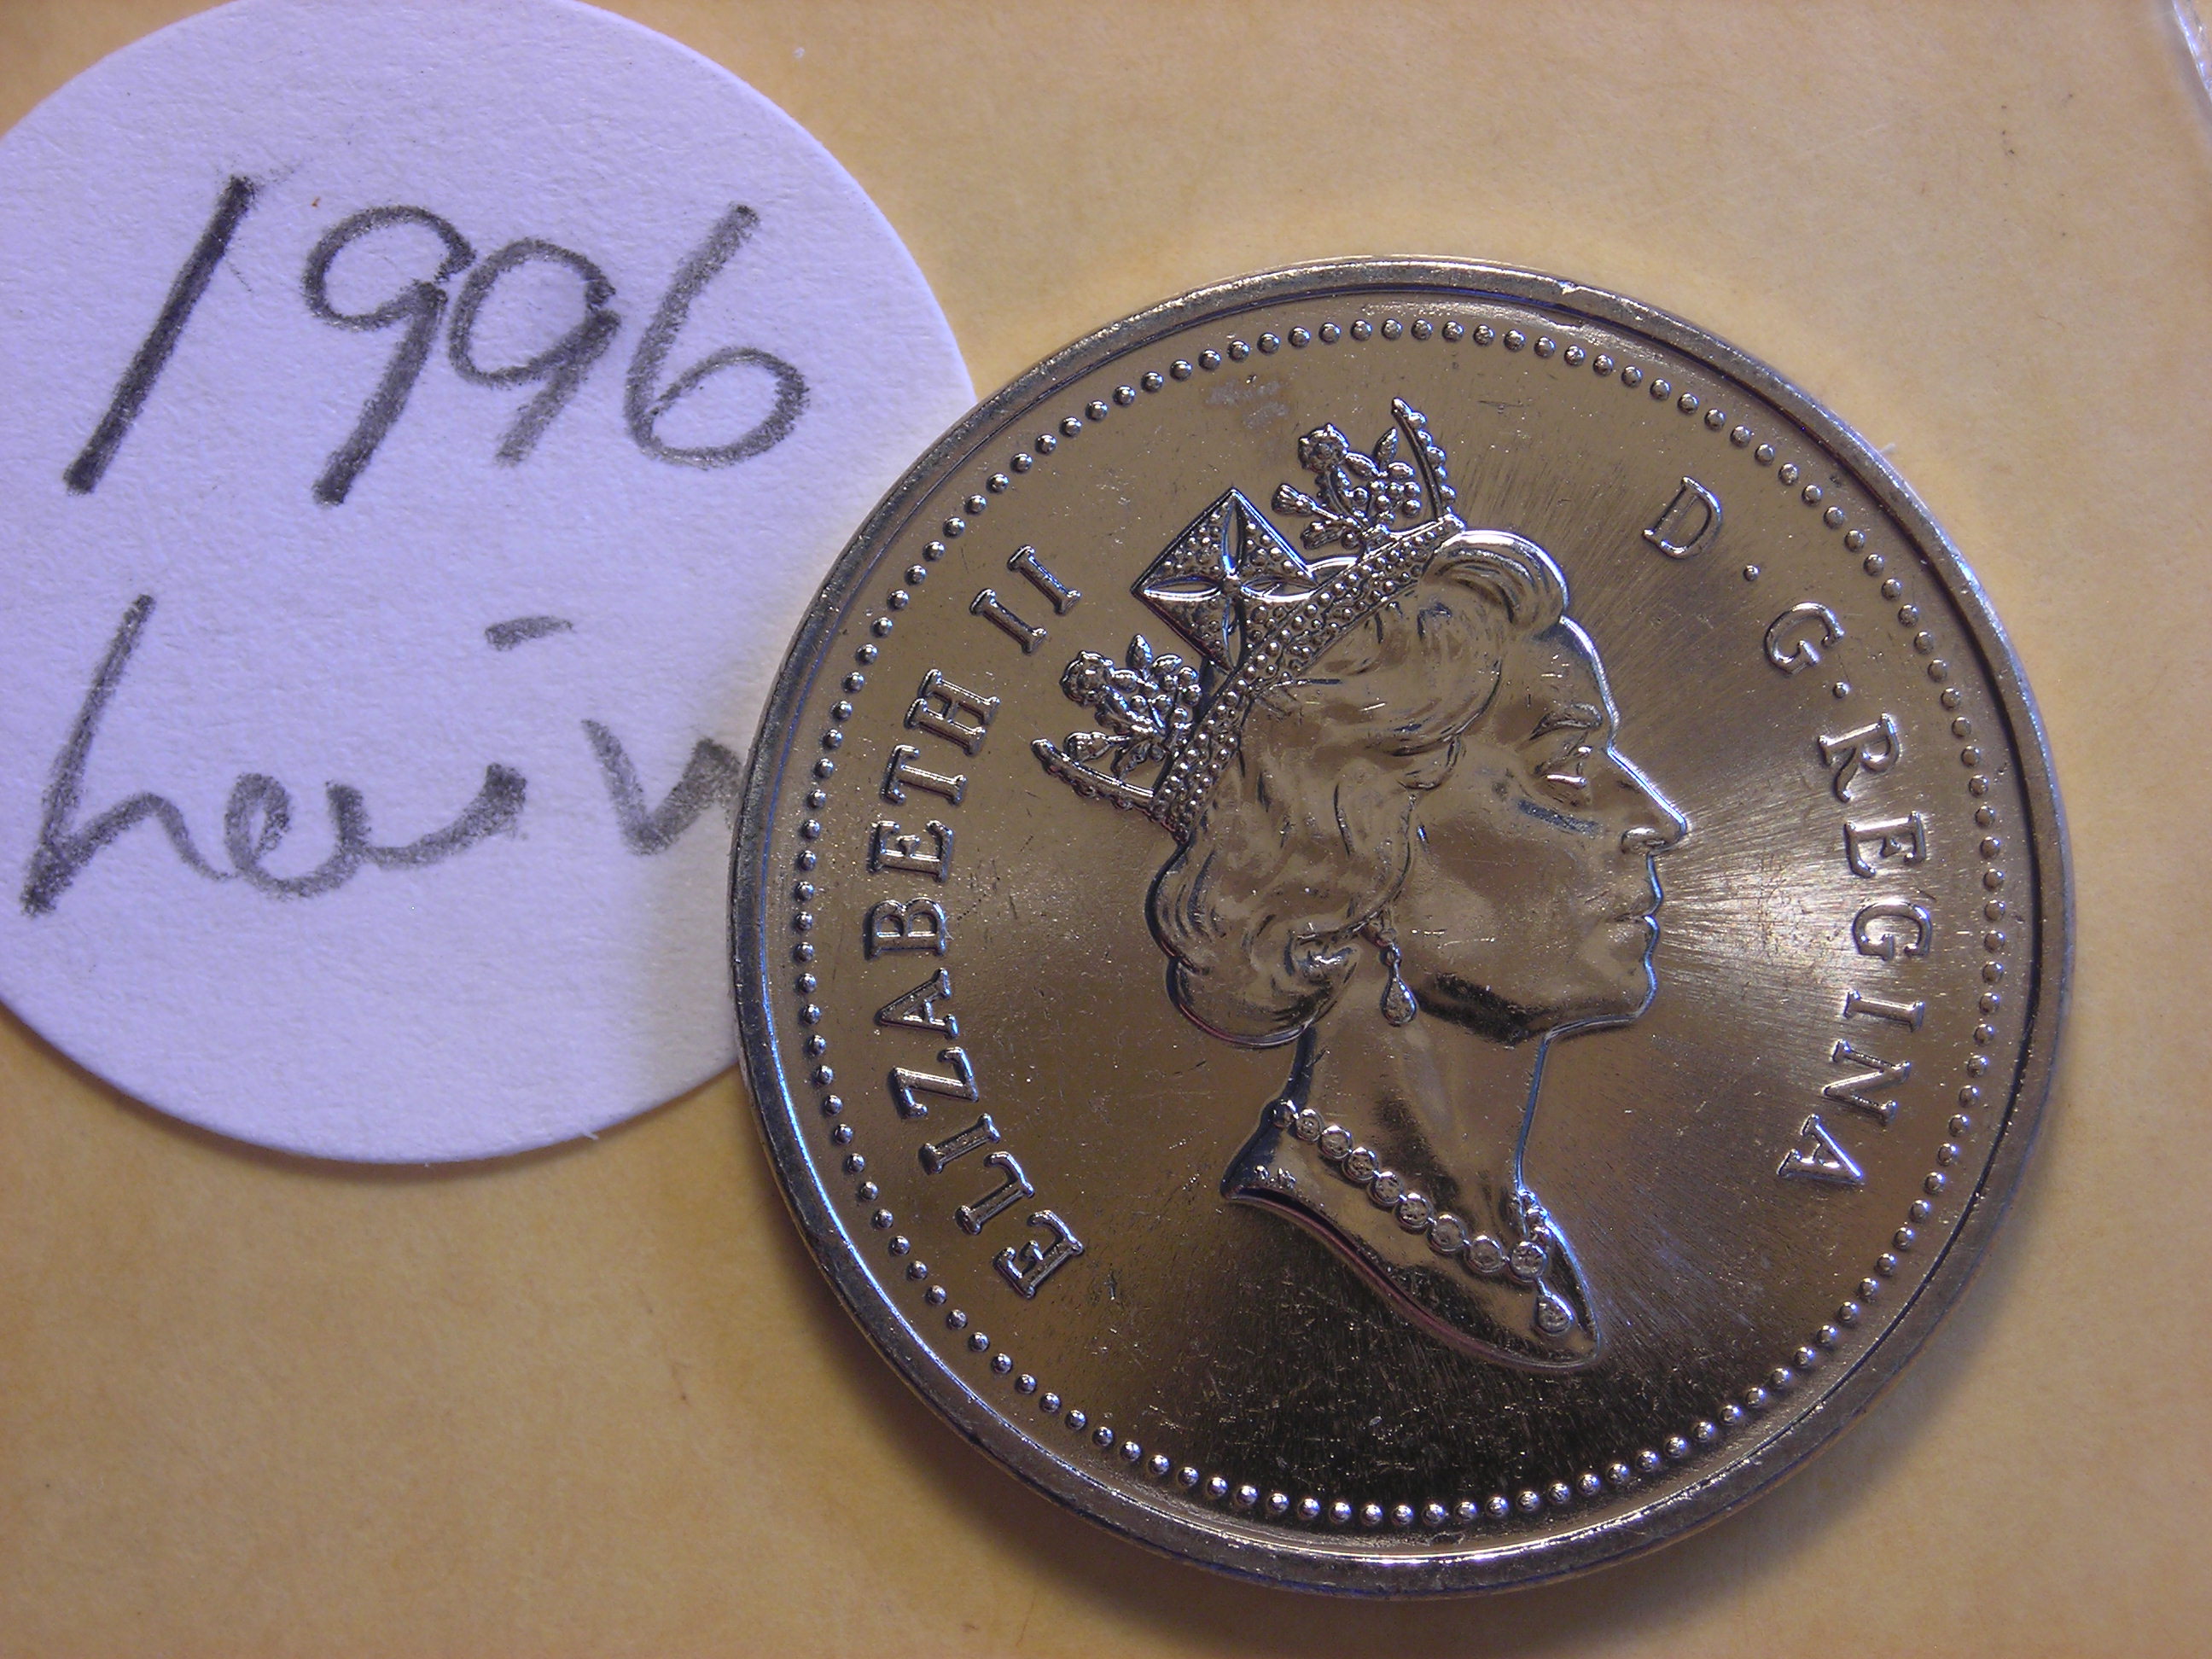 1996
ELIZABETH II D·G·REGINA